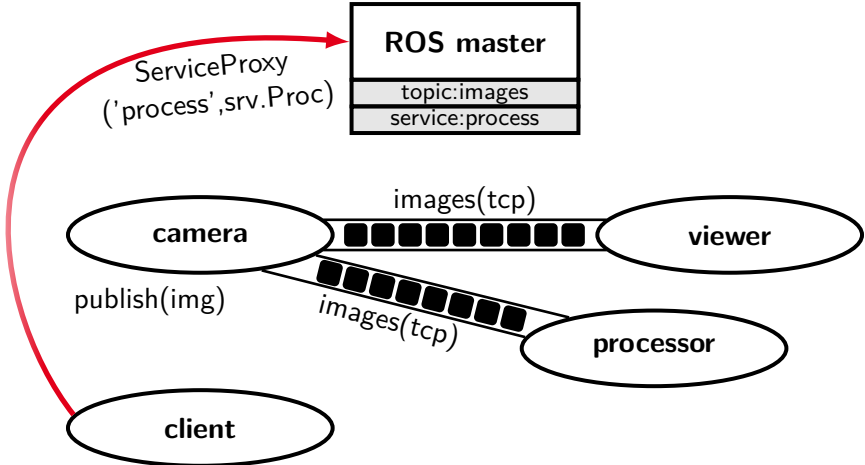 ROS master
topic:images
service:process
ServiceProxy
('process',srv.Proc)
images(tcp)
camera
viewer
publish(img)
images(tcp)
processor
client